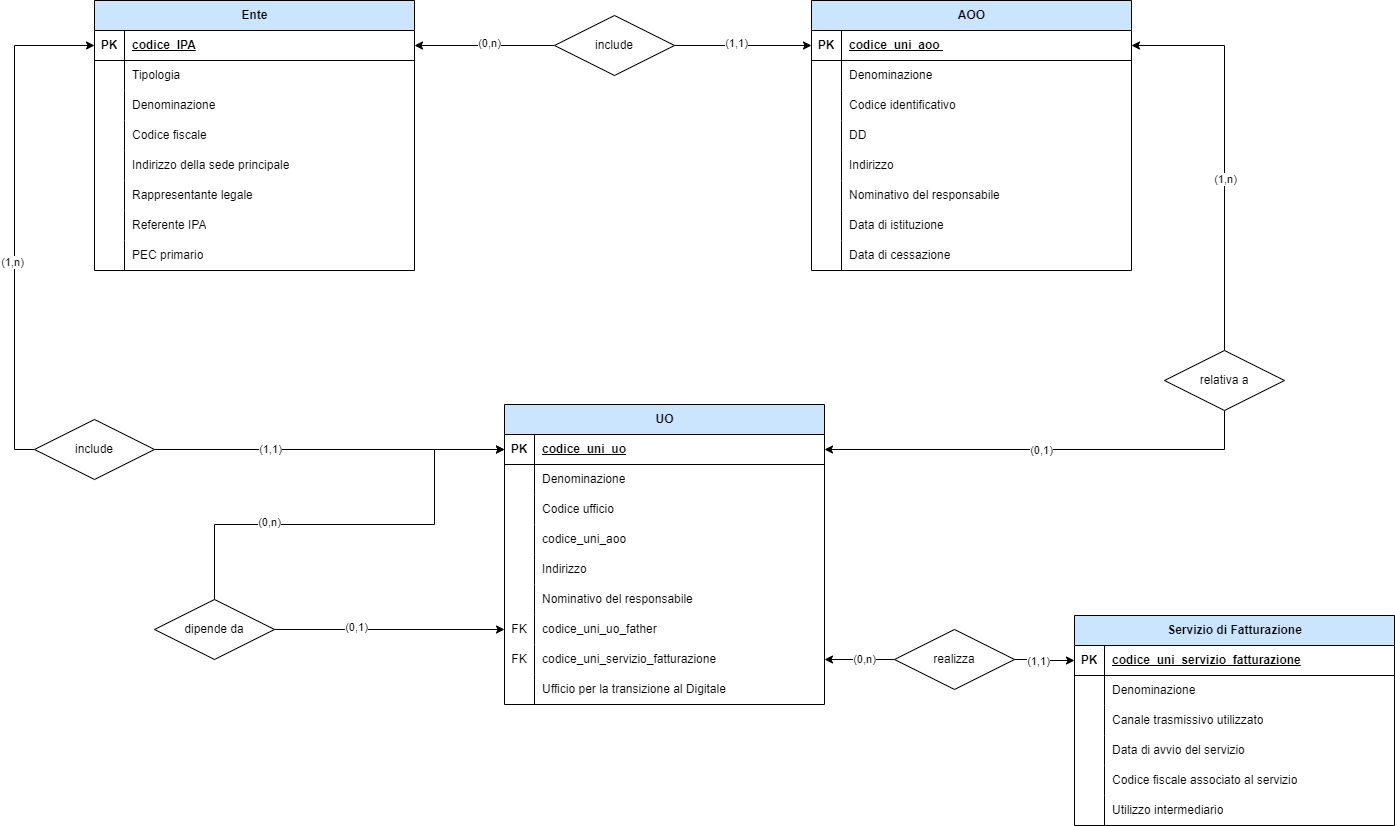 Ente
PK codice_IPA
Tipologia
Denominazione
Codice fiscale
Indirizzo della sede principale
Rappresentante legale
Referente IPA
PEC primario
(0,n)
include
(1,1)
AOO
PK codice_uni_aoo
Denominazione
Codice identificativo
DD
Indirizzo
Nominativo del responsabile
Data di istituzione
Data di cessazione
(1,n)
(1,n)
relativa a
(0,1)
include
(1,1)
(0,n)
dipende da
(0,1)
UO
PK codice_uni_uo
Denominazione
Codice ufficio
codice_uni_aoo
Indirizzo
Nominativo del responsabile
FK codice_uni_uo_father
FK codice_uni_servizio_fatturazione
Ufficio per la transizione al Digitale
(0,n)
realizza
(1,1)
Servizio di Fatturazione
PK codice_uni_servizio_fatturazione
Denominazione
Canale trasmissivo utilizzato
Data di avvio del servizio
Codice fiscale associato al servizio
Utilizzo intermediario